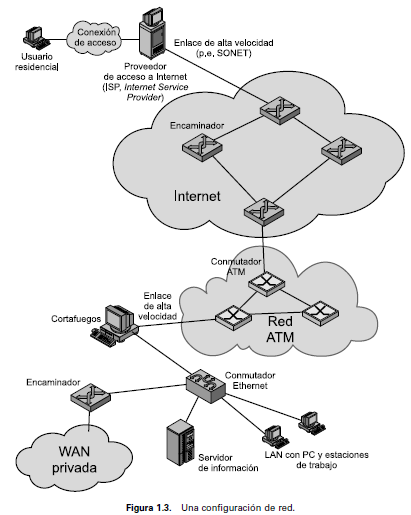 Conexión
de acceso
Usuario
residencial
Proveedor
de acceso a Internet
(ISP, Internet Service
Provider)
Enlace de alta velocidad
(p,e, SONET)
Encaminador
Internet
Conmutador
ATM
Enlace
de alta
velocidad
Red
ATM
Cortafuegos
Conmutador
Ethernet
Encaminador
WAN
privada
Servidor
de información
LAN con PC y estaciones
de trabajo
Figura 1.3. Una configuración de red.